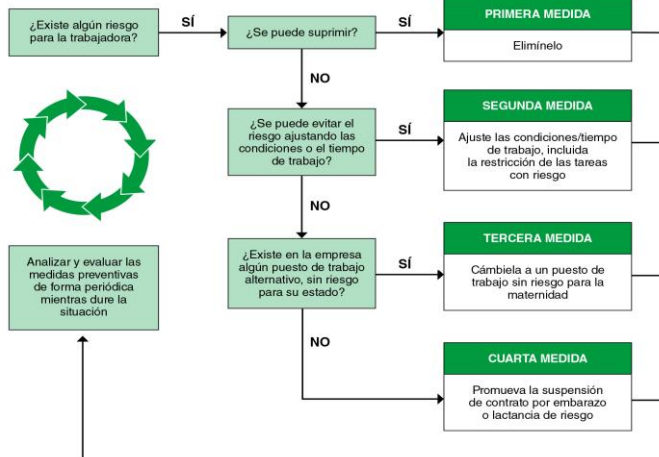 ¿Existe algún riesgo
para la trabajadora?
SÍ
¿Se puede suprimir?
SÍ
PRIMERA MEDIDA
Elimínelo
NO
¿Se puede evitar el
riesgo ajustando las
condiciones o el tiempo
de trabajo?
SÍ
SEGUNDA MEDIDA
Ajuste las condiciones/tiempo
de trabajo, incluida
la restricción de las tareas
con riesgo
NO
¿Existe en la empresa
algún puesto de trabajo
alternativo, sin riesgo
para su estado?
SÍ
TERCERA MEDIDA
Cámbiela a un puesto de
trabajo sin riesgo para la
maternidad
NO
CUARTA MEDIDA
Promueva la suspensión
de contrato por embarazo
o lactancia de riesgo
Analizar y evaluar las
medidas preventivas
de forma periódica
mientras dure la
situación